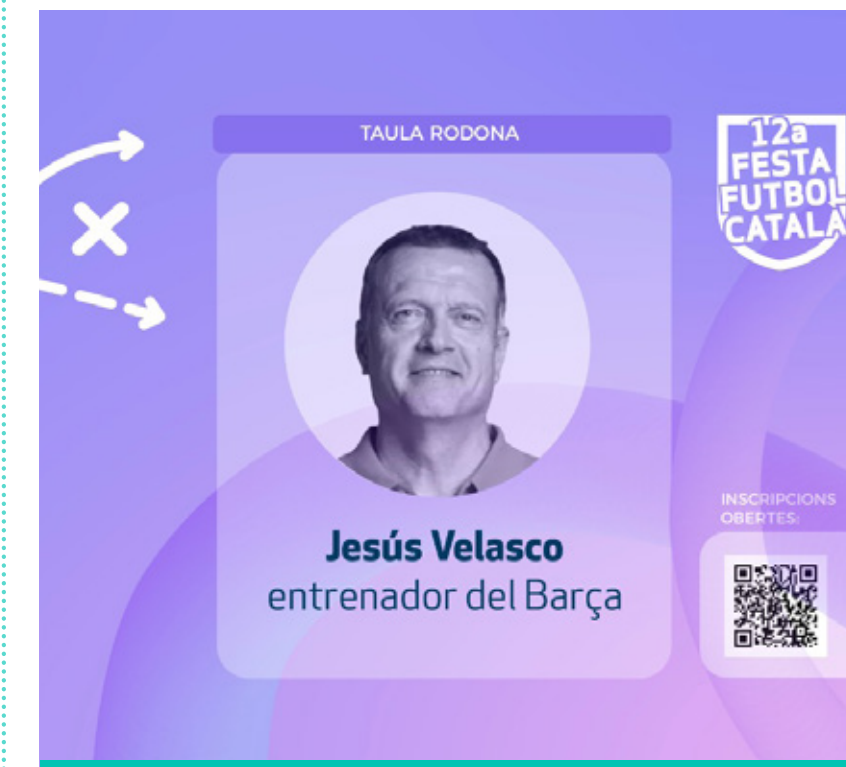 TAULA RODONA
12a
FESTA
FUTBOL
CATALÀ
Jesús Velasco
entrenador del Barça
INSCRIPCIONS
OBERTES: